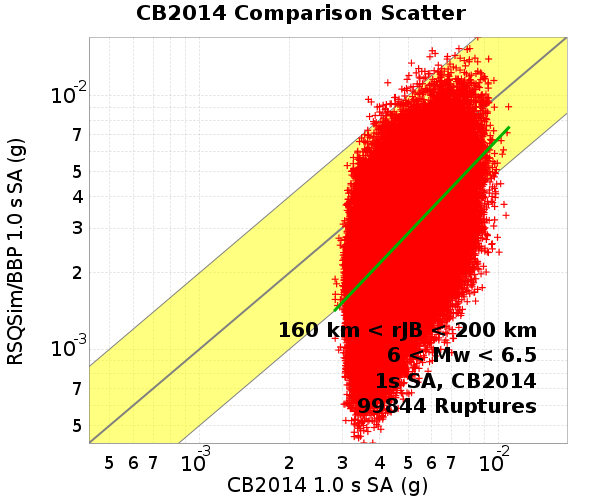 CB2014 Comparison Scatter
RSQSim/BBP 1.0 s SA (g)
10⁻²
7
5
4
3
2
10⁻³
7
5
160 km < rJB < 200 km
6 < Mw < 6.5
1s SA, CB2014
99844 Ruptures
5 6 7 10⁻³ 2 3 4 5 6 7 10⁻²
CB2014 1.0 s SA (g)